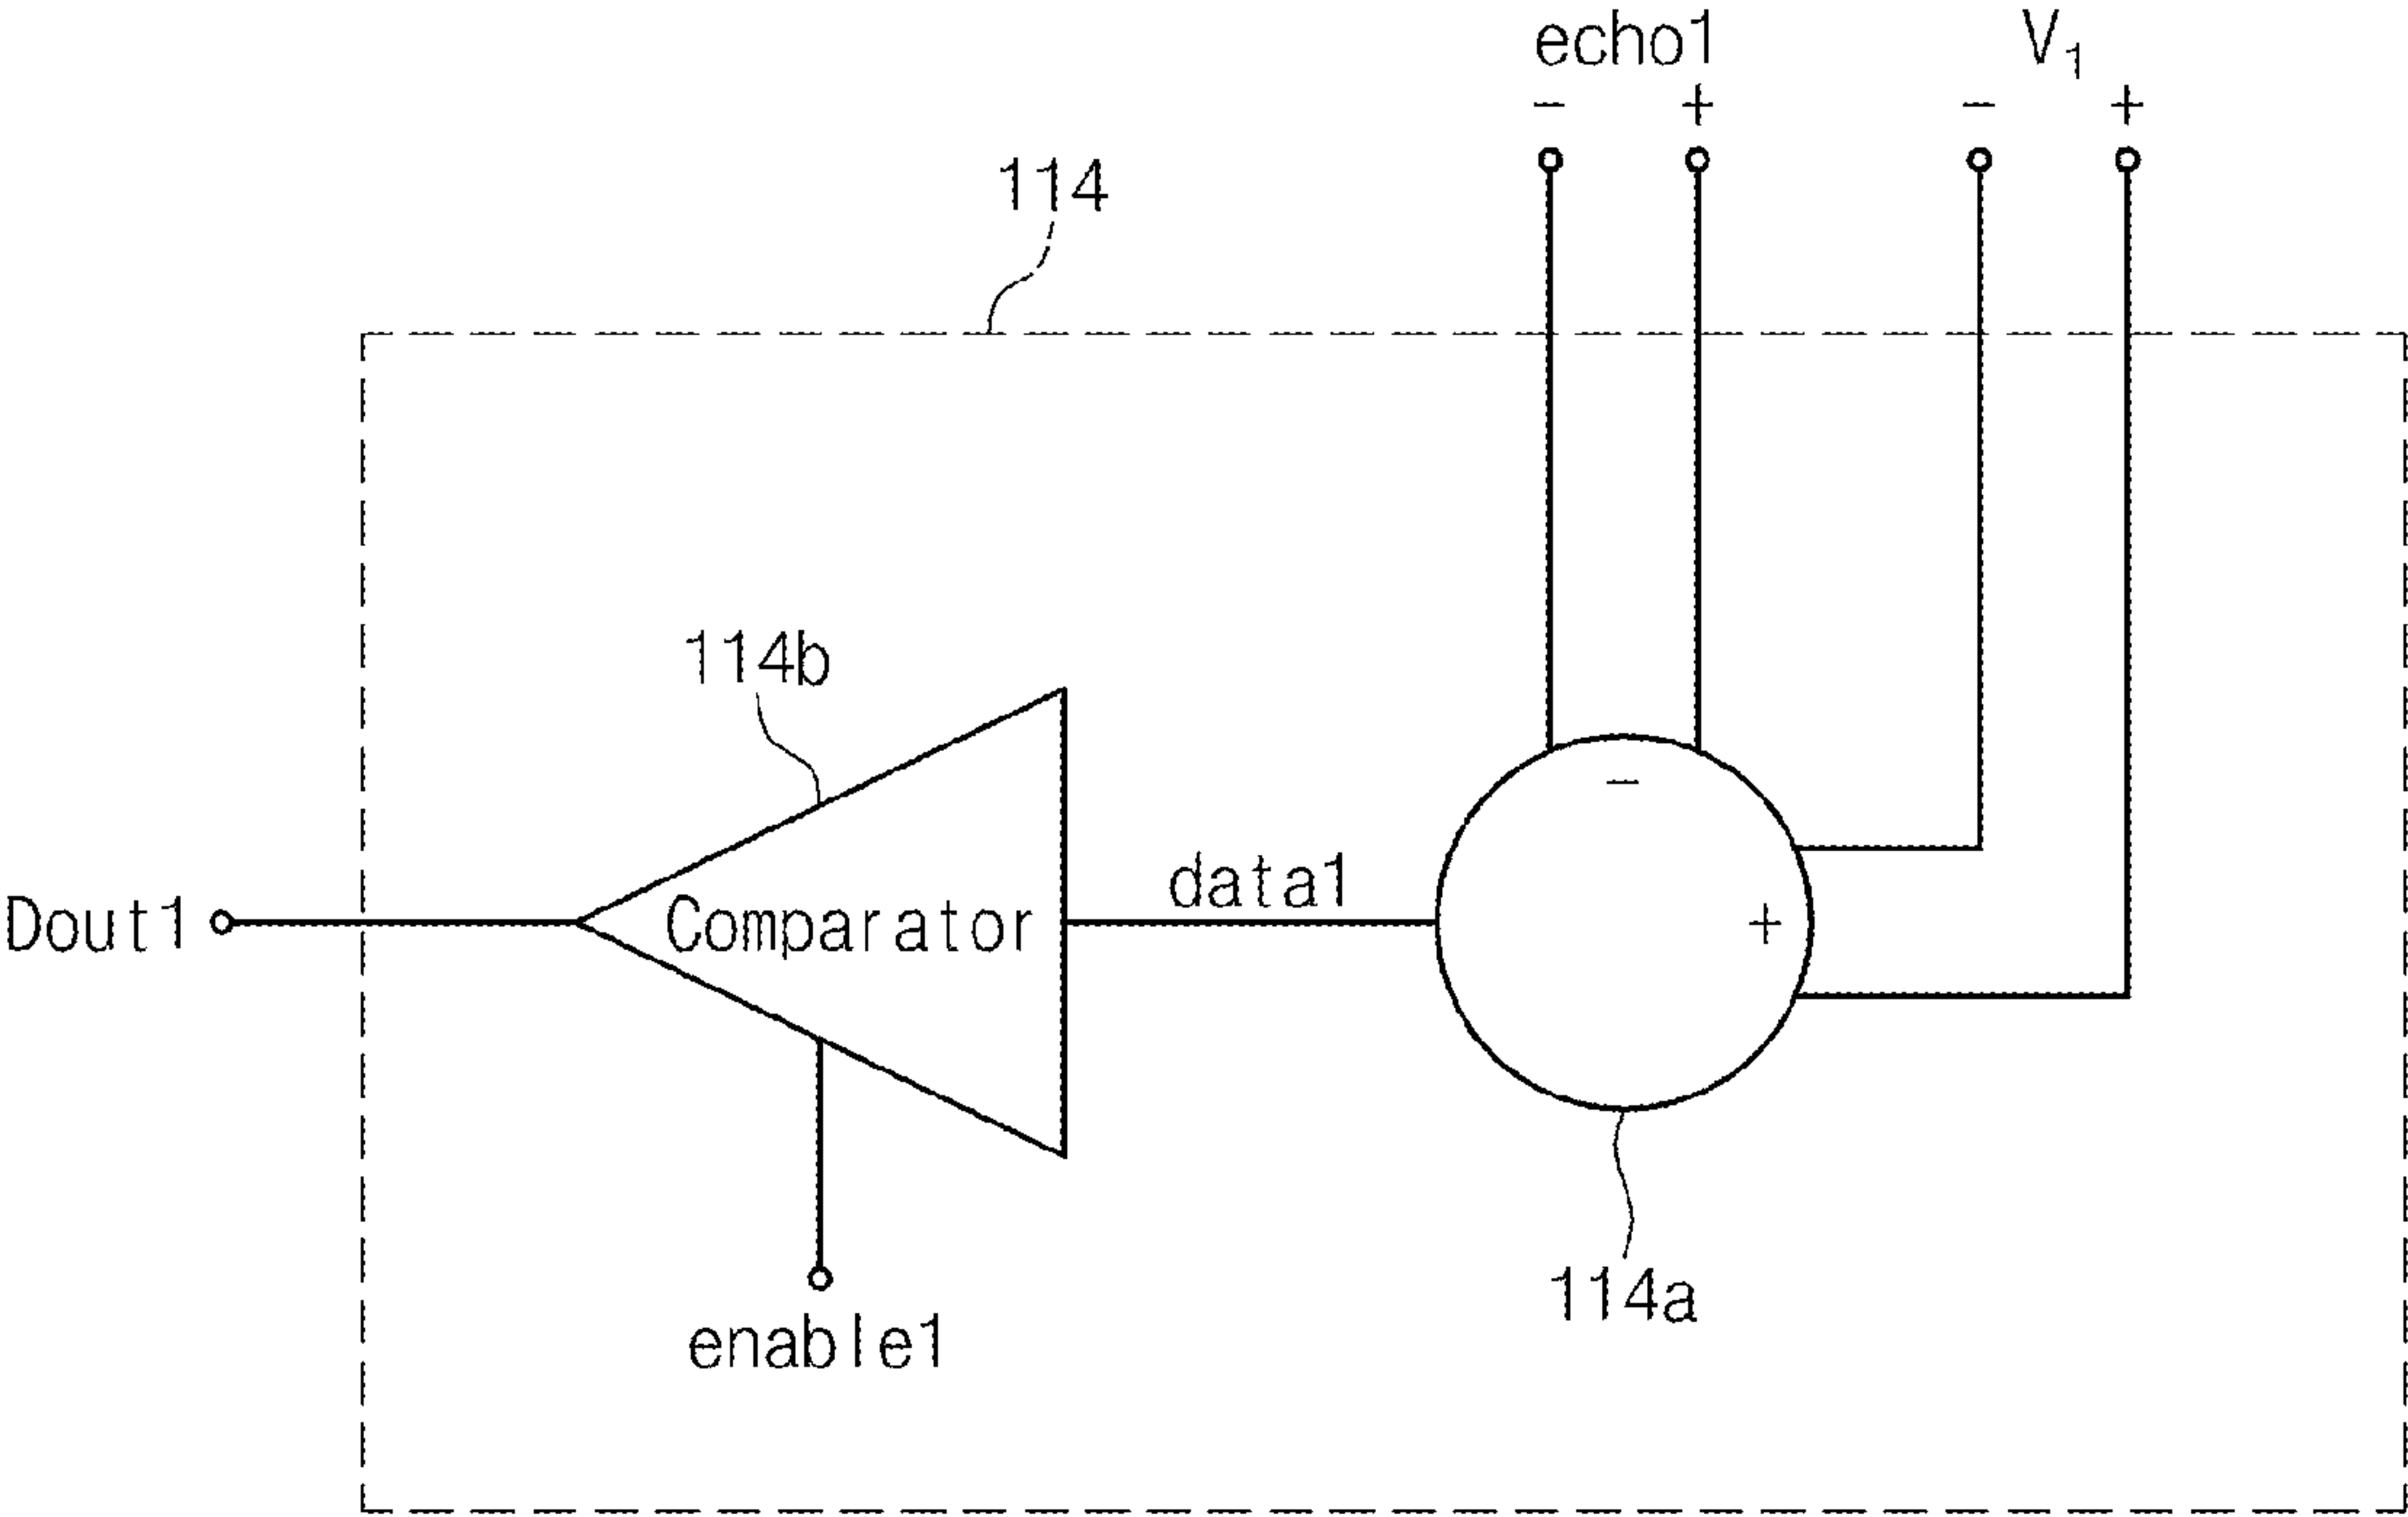 echo1 V₁
- + - +
114
114b
-
data1
Dout1 Comparator +
114a
enable1